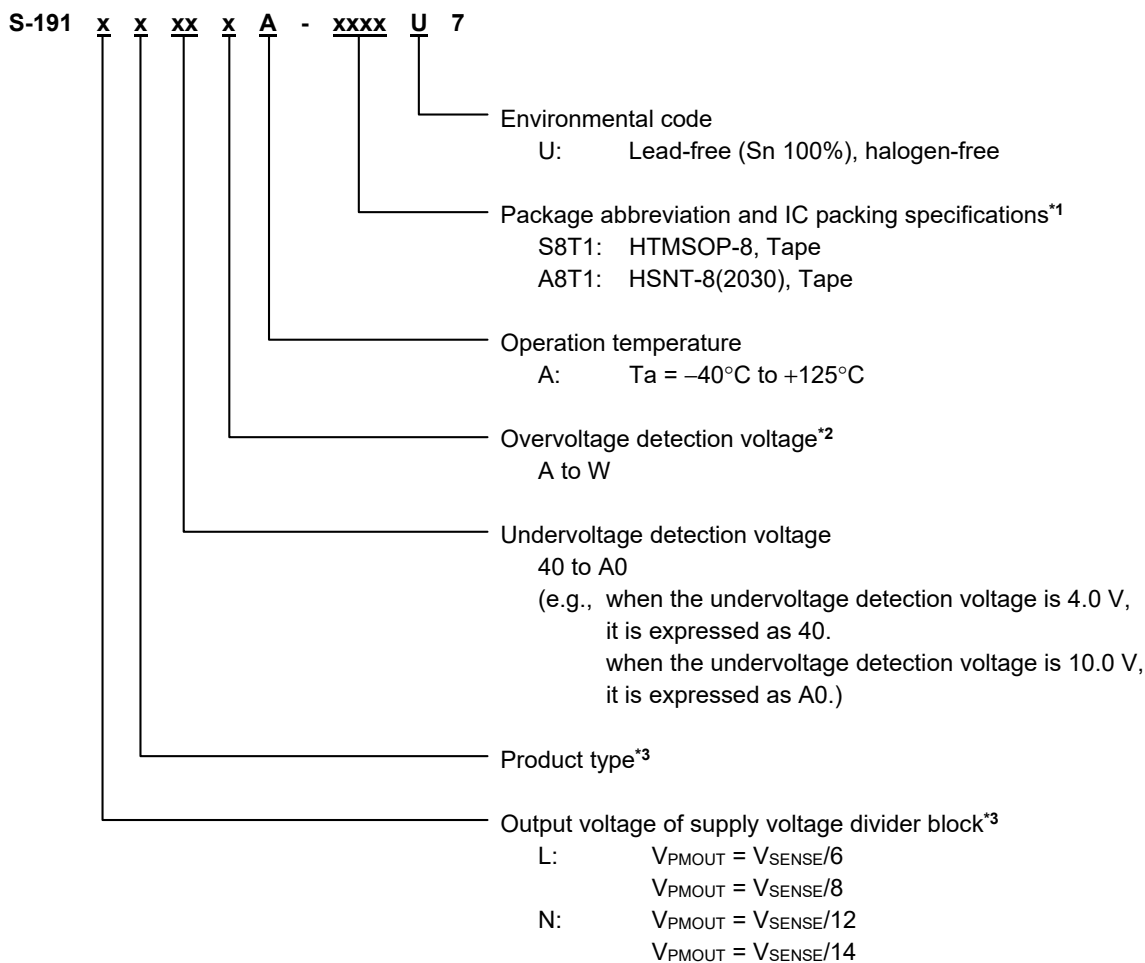 S-191 x x xx x A - xxxx U 7
Environmental code
U: Lead-free (Sn 100%), halogen-free
Package abbreviation and IC packing specifications*1
S8T1: HTMSOP-8, Tape
A8T1: HSNT-8(2030), Tape
Operation temperature
A: Ta = −40°C to +125°C
Overvoltage detection voltage*2
A to W
Undervoltage detection voltage
40 to A0
(e.g., when the undervoltage detection voltage is 4.0 V,
it is expressed as 40.
when the undervoltage detection voltage is 10.0 V,
it is expressed as A0.)
Product type*3
Output voltage of supply voltage divider block*3
L: VPMOUT = VSENSE/6
VPMOUT = VSENSE/8
N: VPMOUT = VSENSE/12
VPMOUT = VSENSE/14